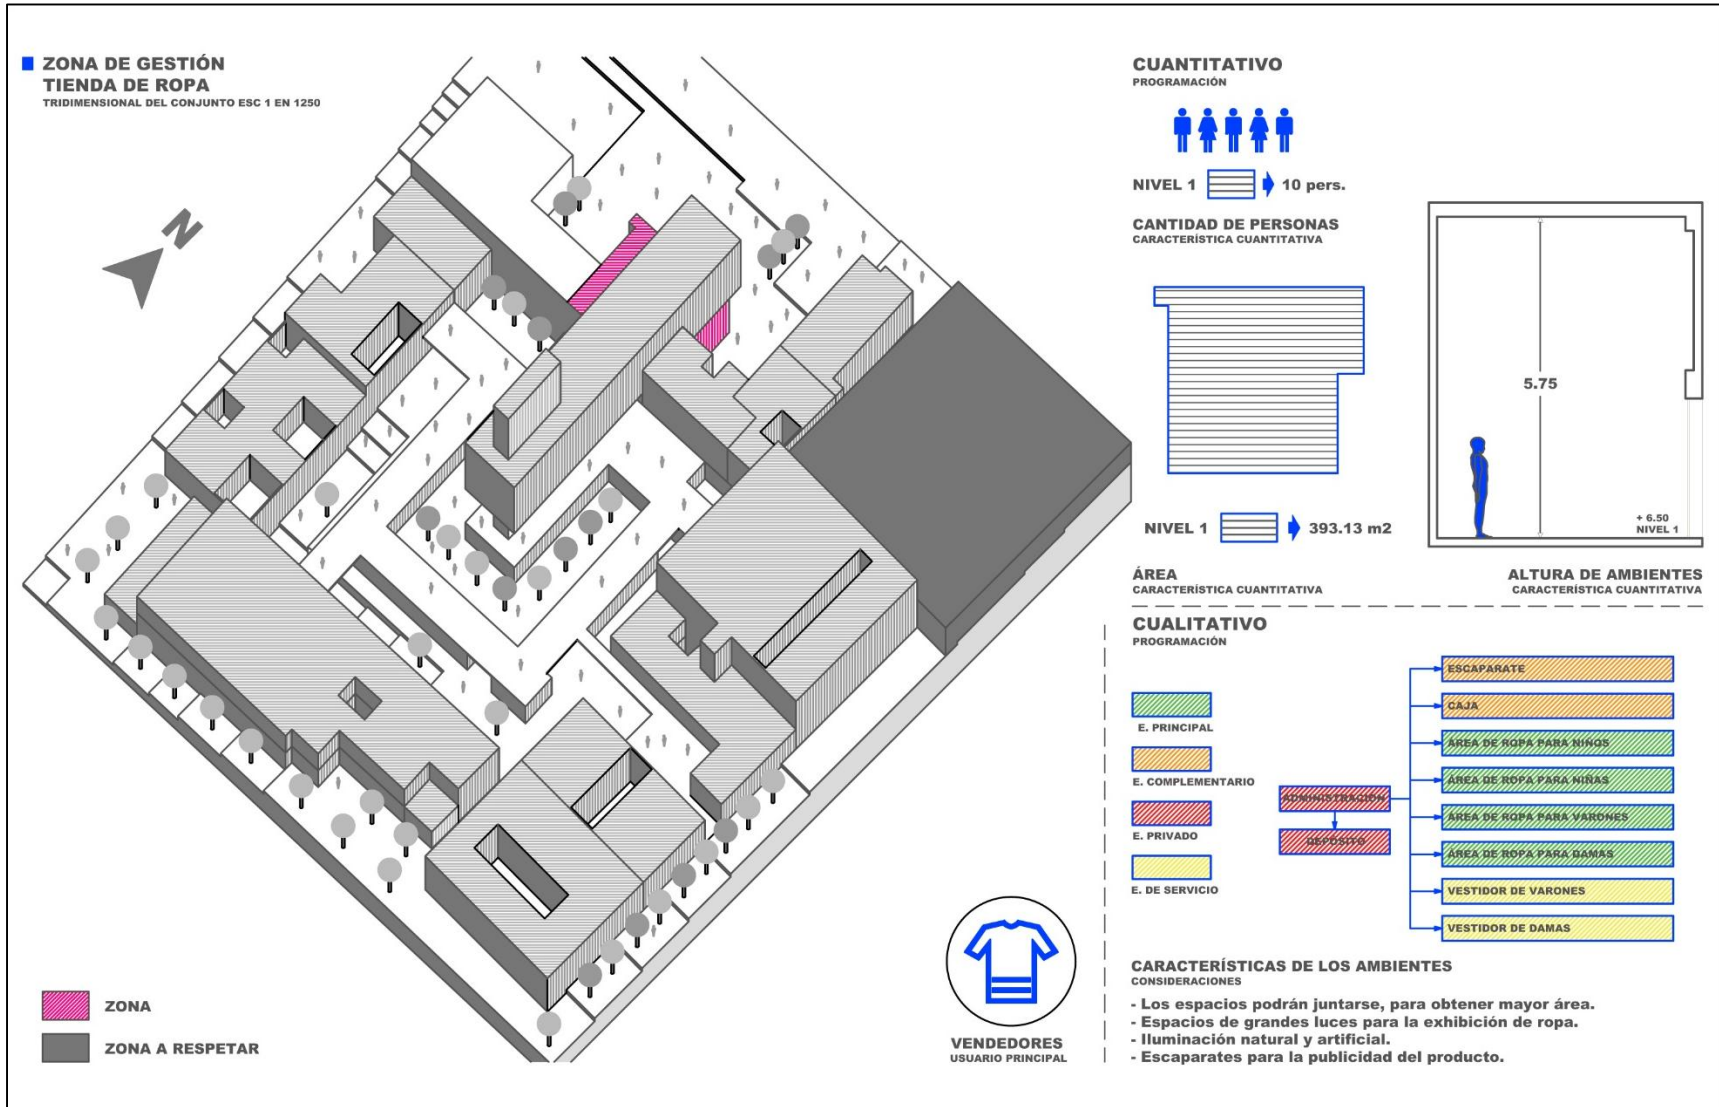 ZONA DE GESTIÓN
TIENDA DE ROPA
TRIDIMENSIONAL DEL CONJUNTO ESC 1 EN 1250
N
ZONA
ZONA A RESPETAR
VENDEDORES
USUARIO PRINCIPAL
CUANTITATIVO
PROGRAMACIÓN
NIVEL 1
10 pers.
CANTIDAD DE PERSONAS
CARACTERÍSTICA CUANTITATIVA
NIVEL 1
393.13 m2
ÁREA
CARACTERÍSTICA CUANTITATIVA
5.75
+ 6.50
NIVEL 1
ALTURA DE AMBIENTES
CARACTERÍSTICA CUANTITATIVA
CUALITATIVO
PROGRAMACIÓN
E. PRINCIPAL
E. COMPLEMENTARIO
E. PRIVADO
E. DE SERVICIO
ADMINISTRACIÓN
DEPÓSITO
ESCAPARATE
CAJA
ÁREA DE ROPA PARA NIÑOS
ÁREA DE ROPA PARA NIÑAS
ÁREA DE ROPA PARA VARONES
ÁREA DE ROPA PARA DAMAS
VESTIDOR DE VARONES
VESTIDOR DE DAMAS
CARACTERÍSTICAS DE LOS AMBIENTES
CONSIDERACIONES
- Los espacios podrán juntarse, para obtener mayor área.
- Espacios de grandes luces para la exhibición de ropa.
- Iluminación natural y artificial.
- Escaparates para la publicidad del producto.